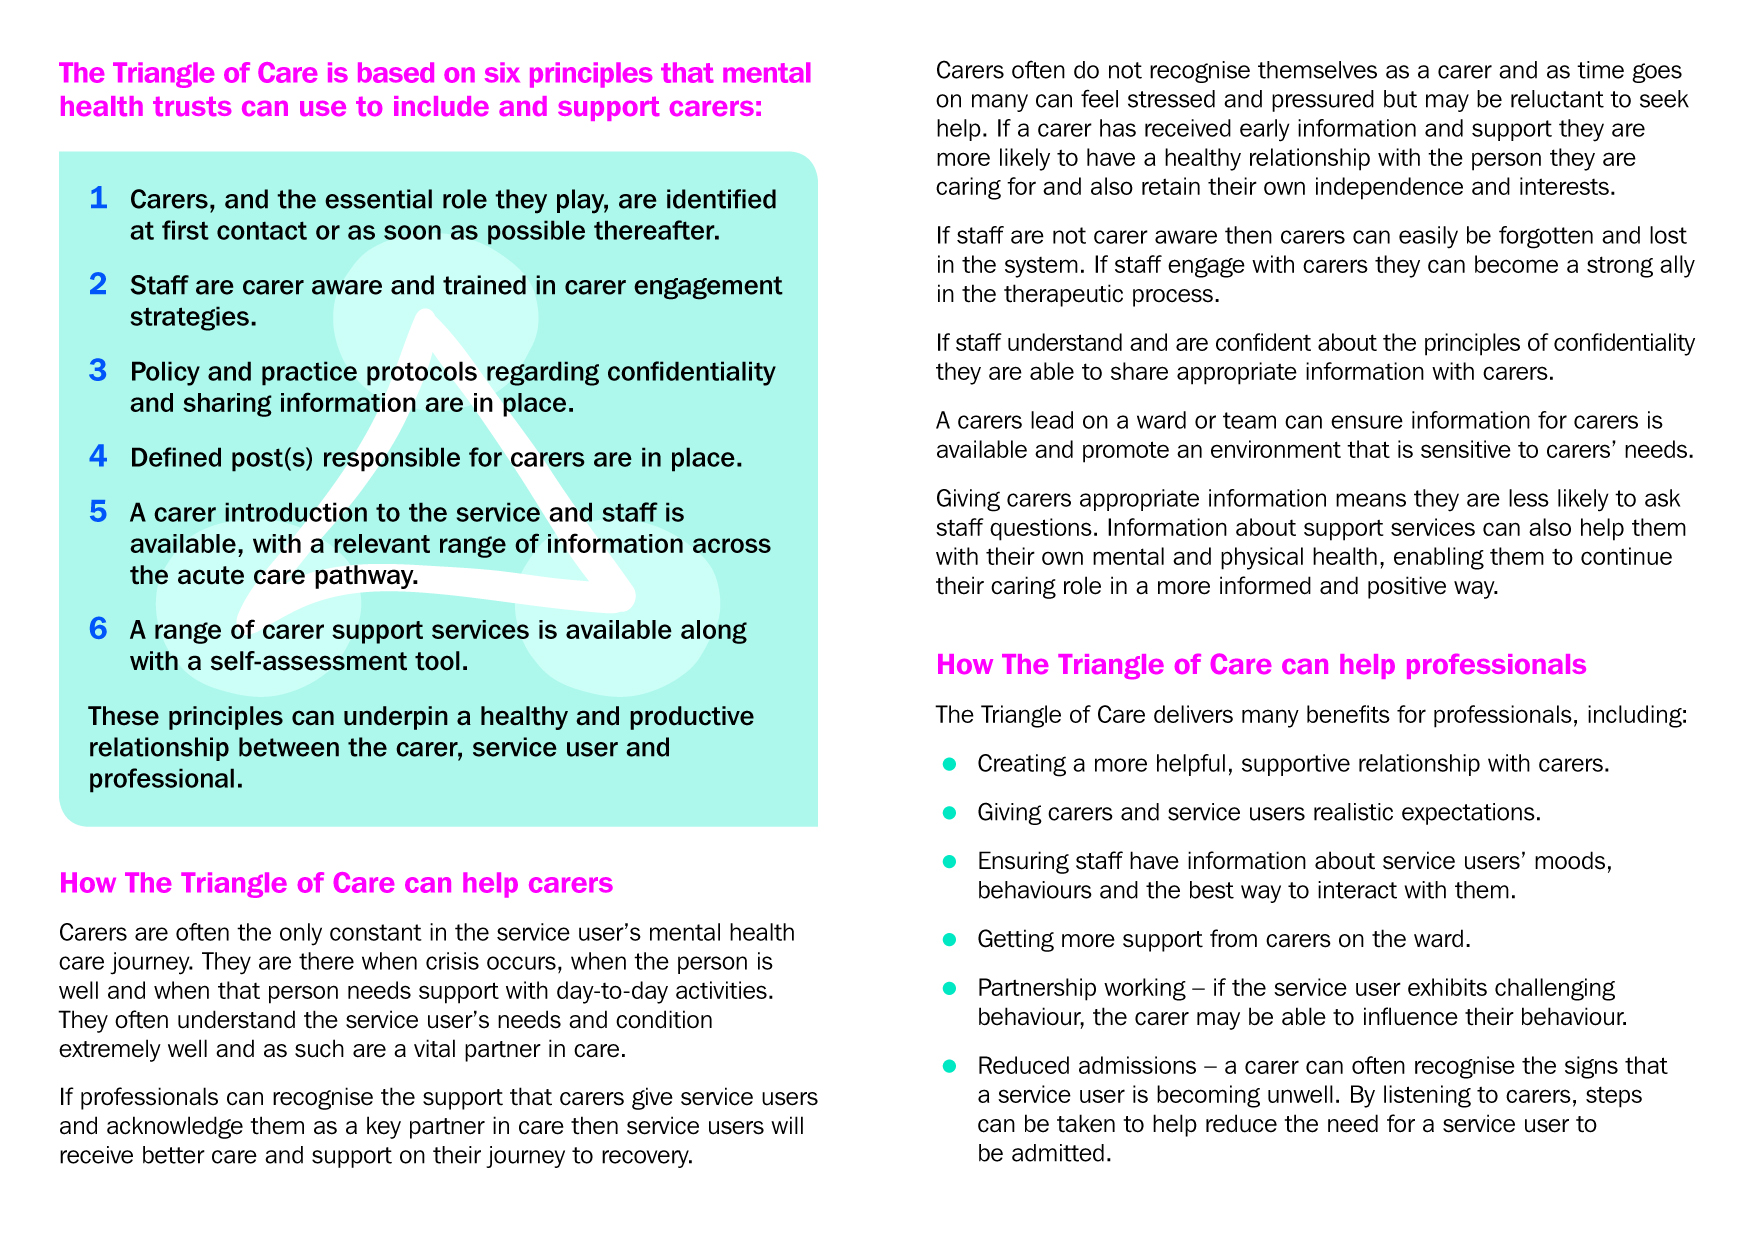 The Triangle of Care is based on six principles that mental
health trusts can use to include and support carers:
1 Carers, and the essential role they play, are identified
at first contact or as soon as possible thereafter.
2 Staff are carer aware and trained in carer engagement
strategies.
3 Policy and practice protocols regarding confidentiality
and sharing information are in place.
4 Defined post(s) responsible for carers are in place.
5 A carer introduction to the service and staff is
available, with a relevant range of information across
the acute care pathway.
6 A range of carer support services is available along
with a self-assessment tool.
These principles can underpin a healthy and productive
relationship between the carer, service user and
professional.
How The Triangle of Care can help carers
Carers are often the only constant in the service user’s mental health
care journey. They are there when crisis occurs, when the person is
well and when that person needs support with day-to-day activities.
They often understand the service user’s needs and condition
extremely well and as such are a vital partner in care.
If professionals can recognise the support that carers give service users
and acknowledge them as a key partner in care then service users will
receive better care and support on their journey to recovery.
Carers often do not recognise themselves as a carer and as time goes
on many can feel stressed and pressured but may be reluctant to seek
help. If a carer has received early information and support they are
more likely to have a healthy relationship with the person they are
caring for and also retain their own independence and interests.
If staff are not carer aware then carers can easily be forgotten and lost
in the system. If staff engage with carers they can become a strong ally
in the therapeutic process.
If staff understand and are confident about the principles of confidentiality
they are able to share appropriate information with carers.
A carers lead on a ward or team can ensure information for carers is
available and promote an environment that is sensitive to carers’ needs.
Giving carers appropriate information means they are less likely to ask
staff questions. Information about support services can also help them
with their own mental and physical health, enabling them to continue
their caring role in a more informed and positive way.
How The Triangle of Care can help professionals
The Triangle of Care delivers many benefits for professionals, including:
● Creating a more helpful, supportive relationship with carers.
● Giving carers and service users realistic expectations.
● Ensuring staff have information about service users’ moods,
behaviours and the best way to interact with them.
● Getting more support from carers on the ward.
● Partnership working – if the service user exhibits challenging
behaviour, the carer may be able to influence their behaviour.
● Reduced admissions – a carer can often recognise the signs that
a service user is becoming unwell. By listening to carers, steps
can be taken to help reduce the need for a service user to
be admitted.